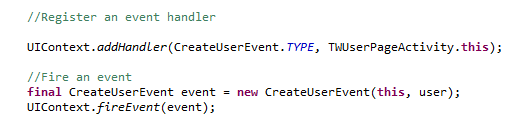 //Register an event handler
UIContext.addHandler(CreateUserEvent.TYPE, TWUserPageActivity.this);
//Fire an event
final CreateUserEvent event = new CreateUserEvent(this, user);
UIContext.fireEvent(event);